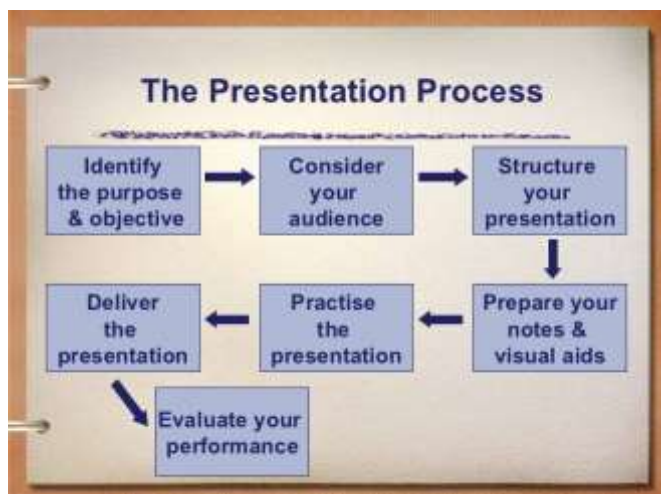 The Presentation Process
Identify
the purpose
& objective
Consider
your
audience
Structure
your
presentation
Prepare your
notes &
visual aids
Practise
the
presentation
Deliver
the
presentation
Evaluate your
performance